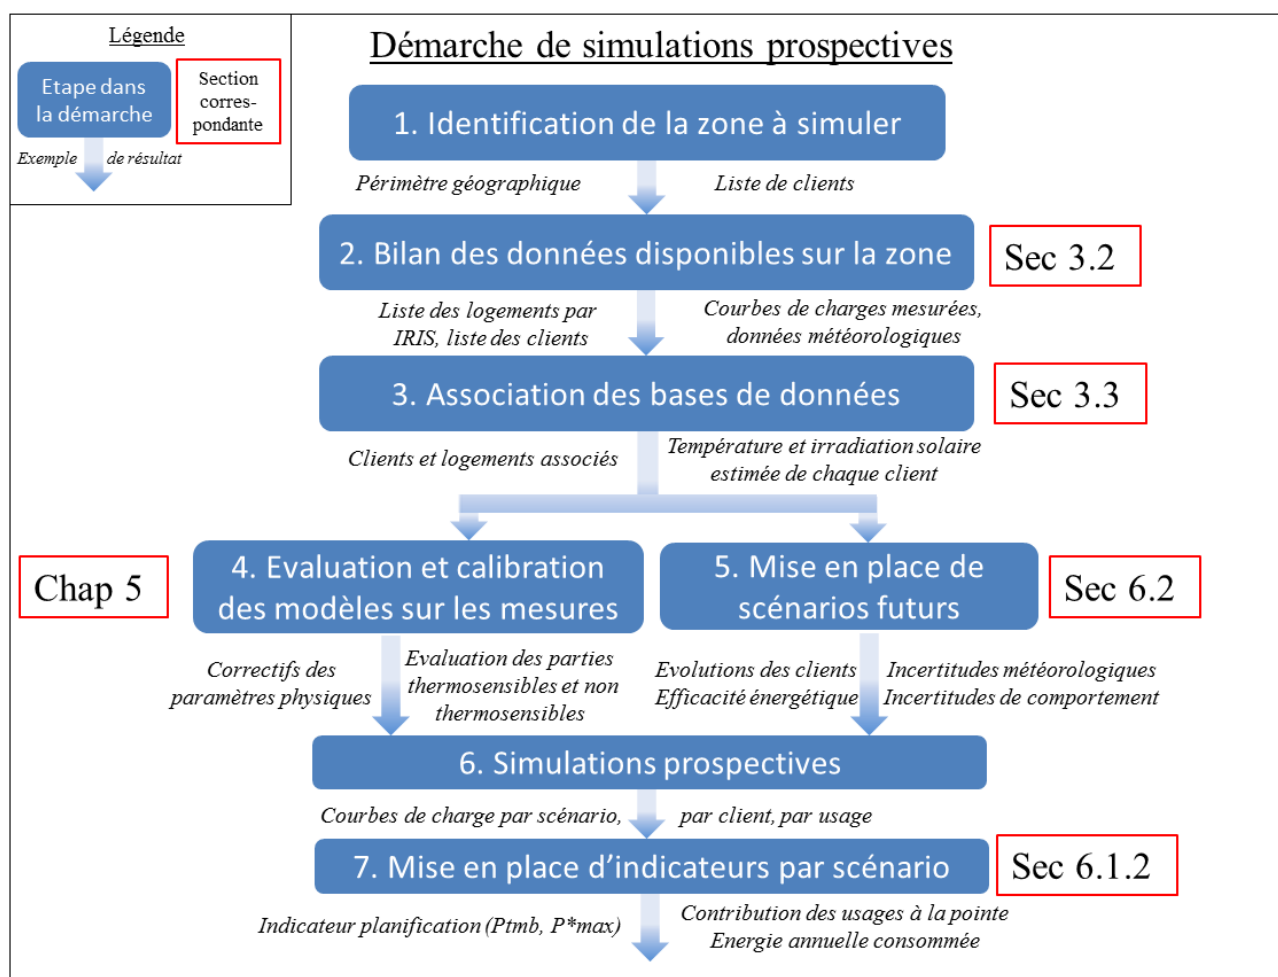 Légende
Etape dans
la démarche
Section
corres-
pondante
Exemple de résultat
Démarche de simulations prospectives
1. Identification de la zone à simuler
Périmètre géographique
Liste de clients
2. Bilan des données disponibles sur la zone
Sec 3.2
Liste des logements par
IRIS, liste des clients
Courbes de charges mesurées,
données météorologiques
3. Association des bases de données
Sec 3.3
Clients et logements associés
Température et irradiation solaire
estimée de chaque client
Chap 5
4. Evaluation et calibration
des modèles sur les mesures
5. Mise en place de
scénarios futurs
Sec 6.2
Correctifs des
paramètres physiques
Evaluation des parties
thermosensibles et non
thermosensibles
Evolutions des clients
Efficacité énergétique
Incertitudes météorologiques
Incertitudes de comportement
6. Simulations prospectives
Courbes de charge par scénario, par client, par usage
7. Mise en place d’indicateurs par scénario
Sec 6.1.2
Indicateur planification (Ptmb, P*max)
Contribution des usages à la pointe
Energie annuelle consommée